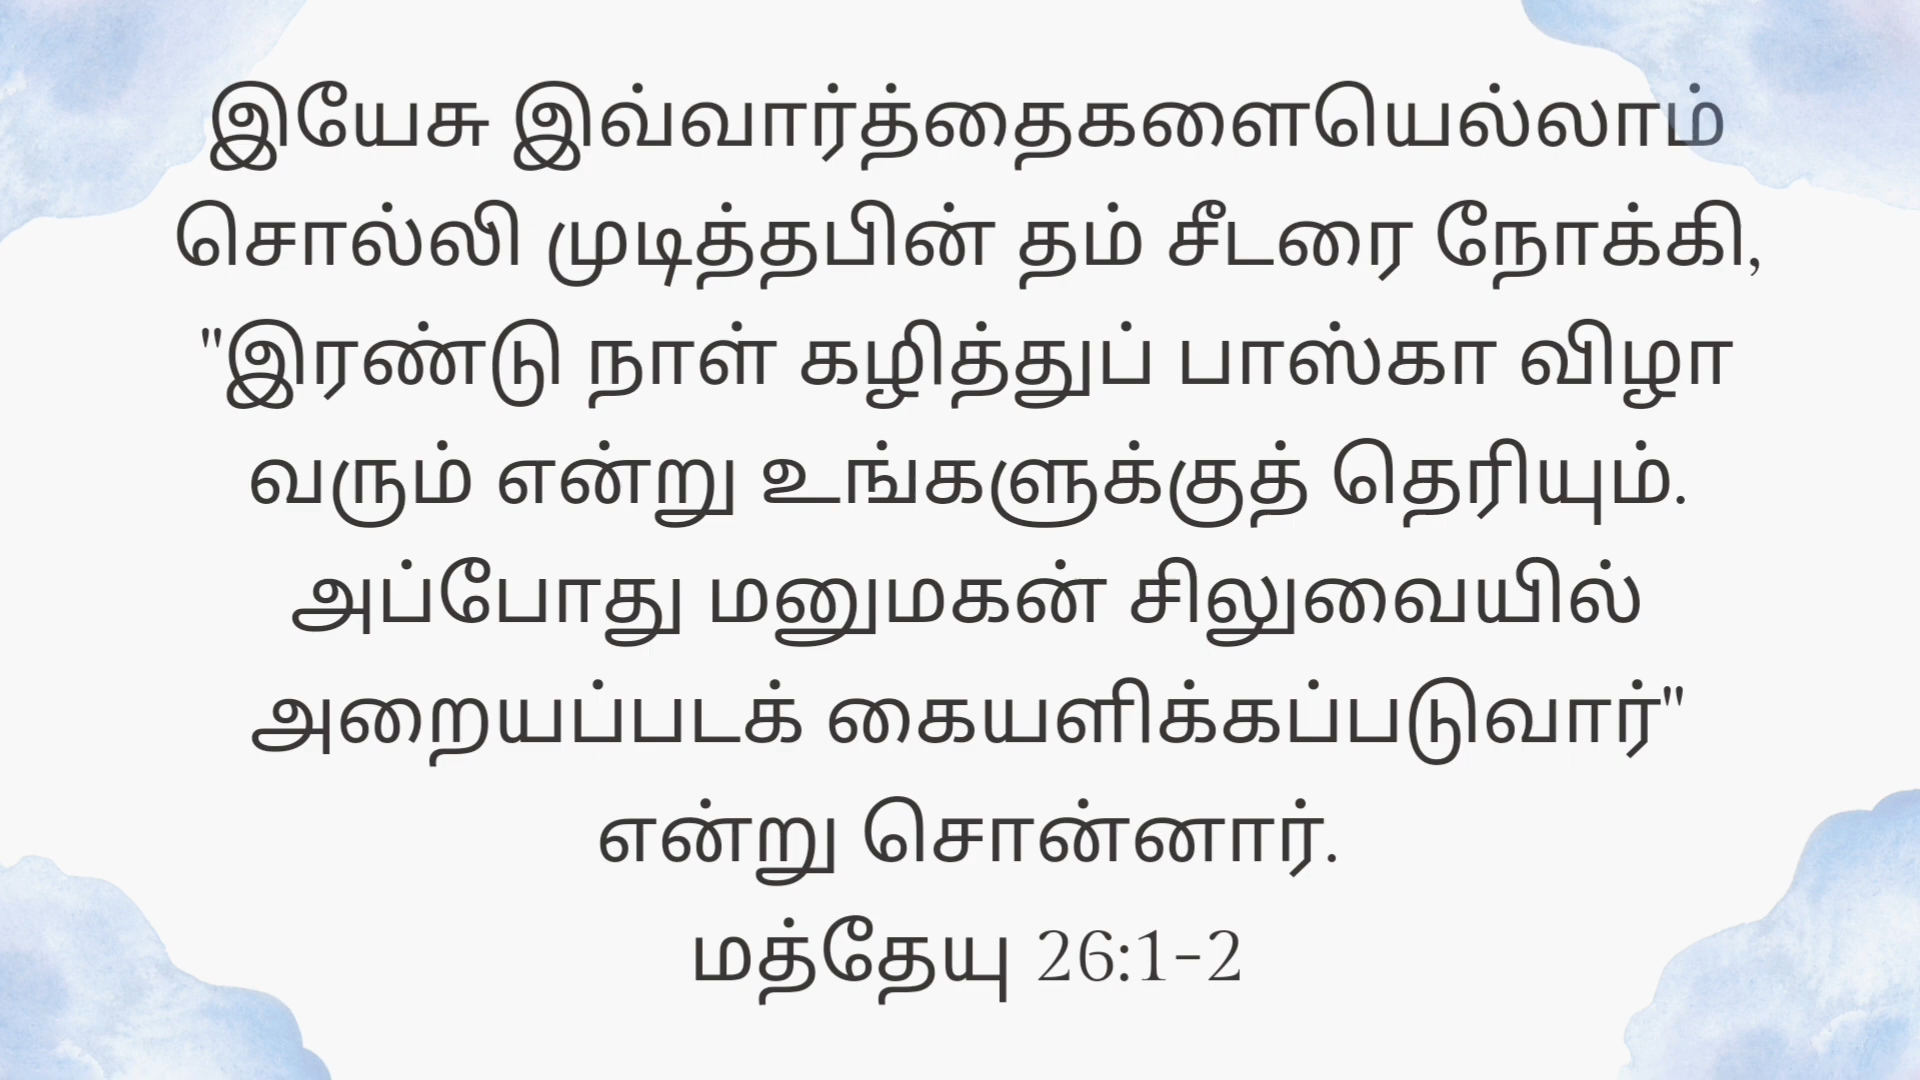 இயேசு இவ்வார்த்தைகளையெல்லாம்
சொல்லி முடித்தபின் தம் சீடரை நோக்கி,
"இரண்டு நாள் கழித்துப் பாஸ்கா விழா
வரும் என்று உங்களுக்குத் தெரியும்.
அப்போது மனுமகன் சிலுவையில்
அறையப்படக் கையளிக்கப்படுவார்"
என்று சொன்னார்.
மத்தேயு 26:1-2